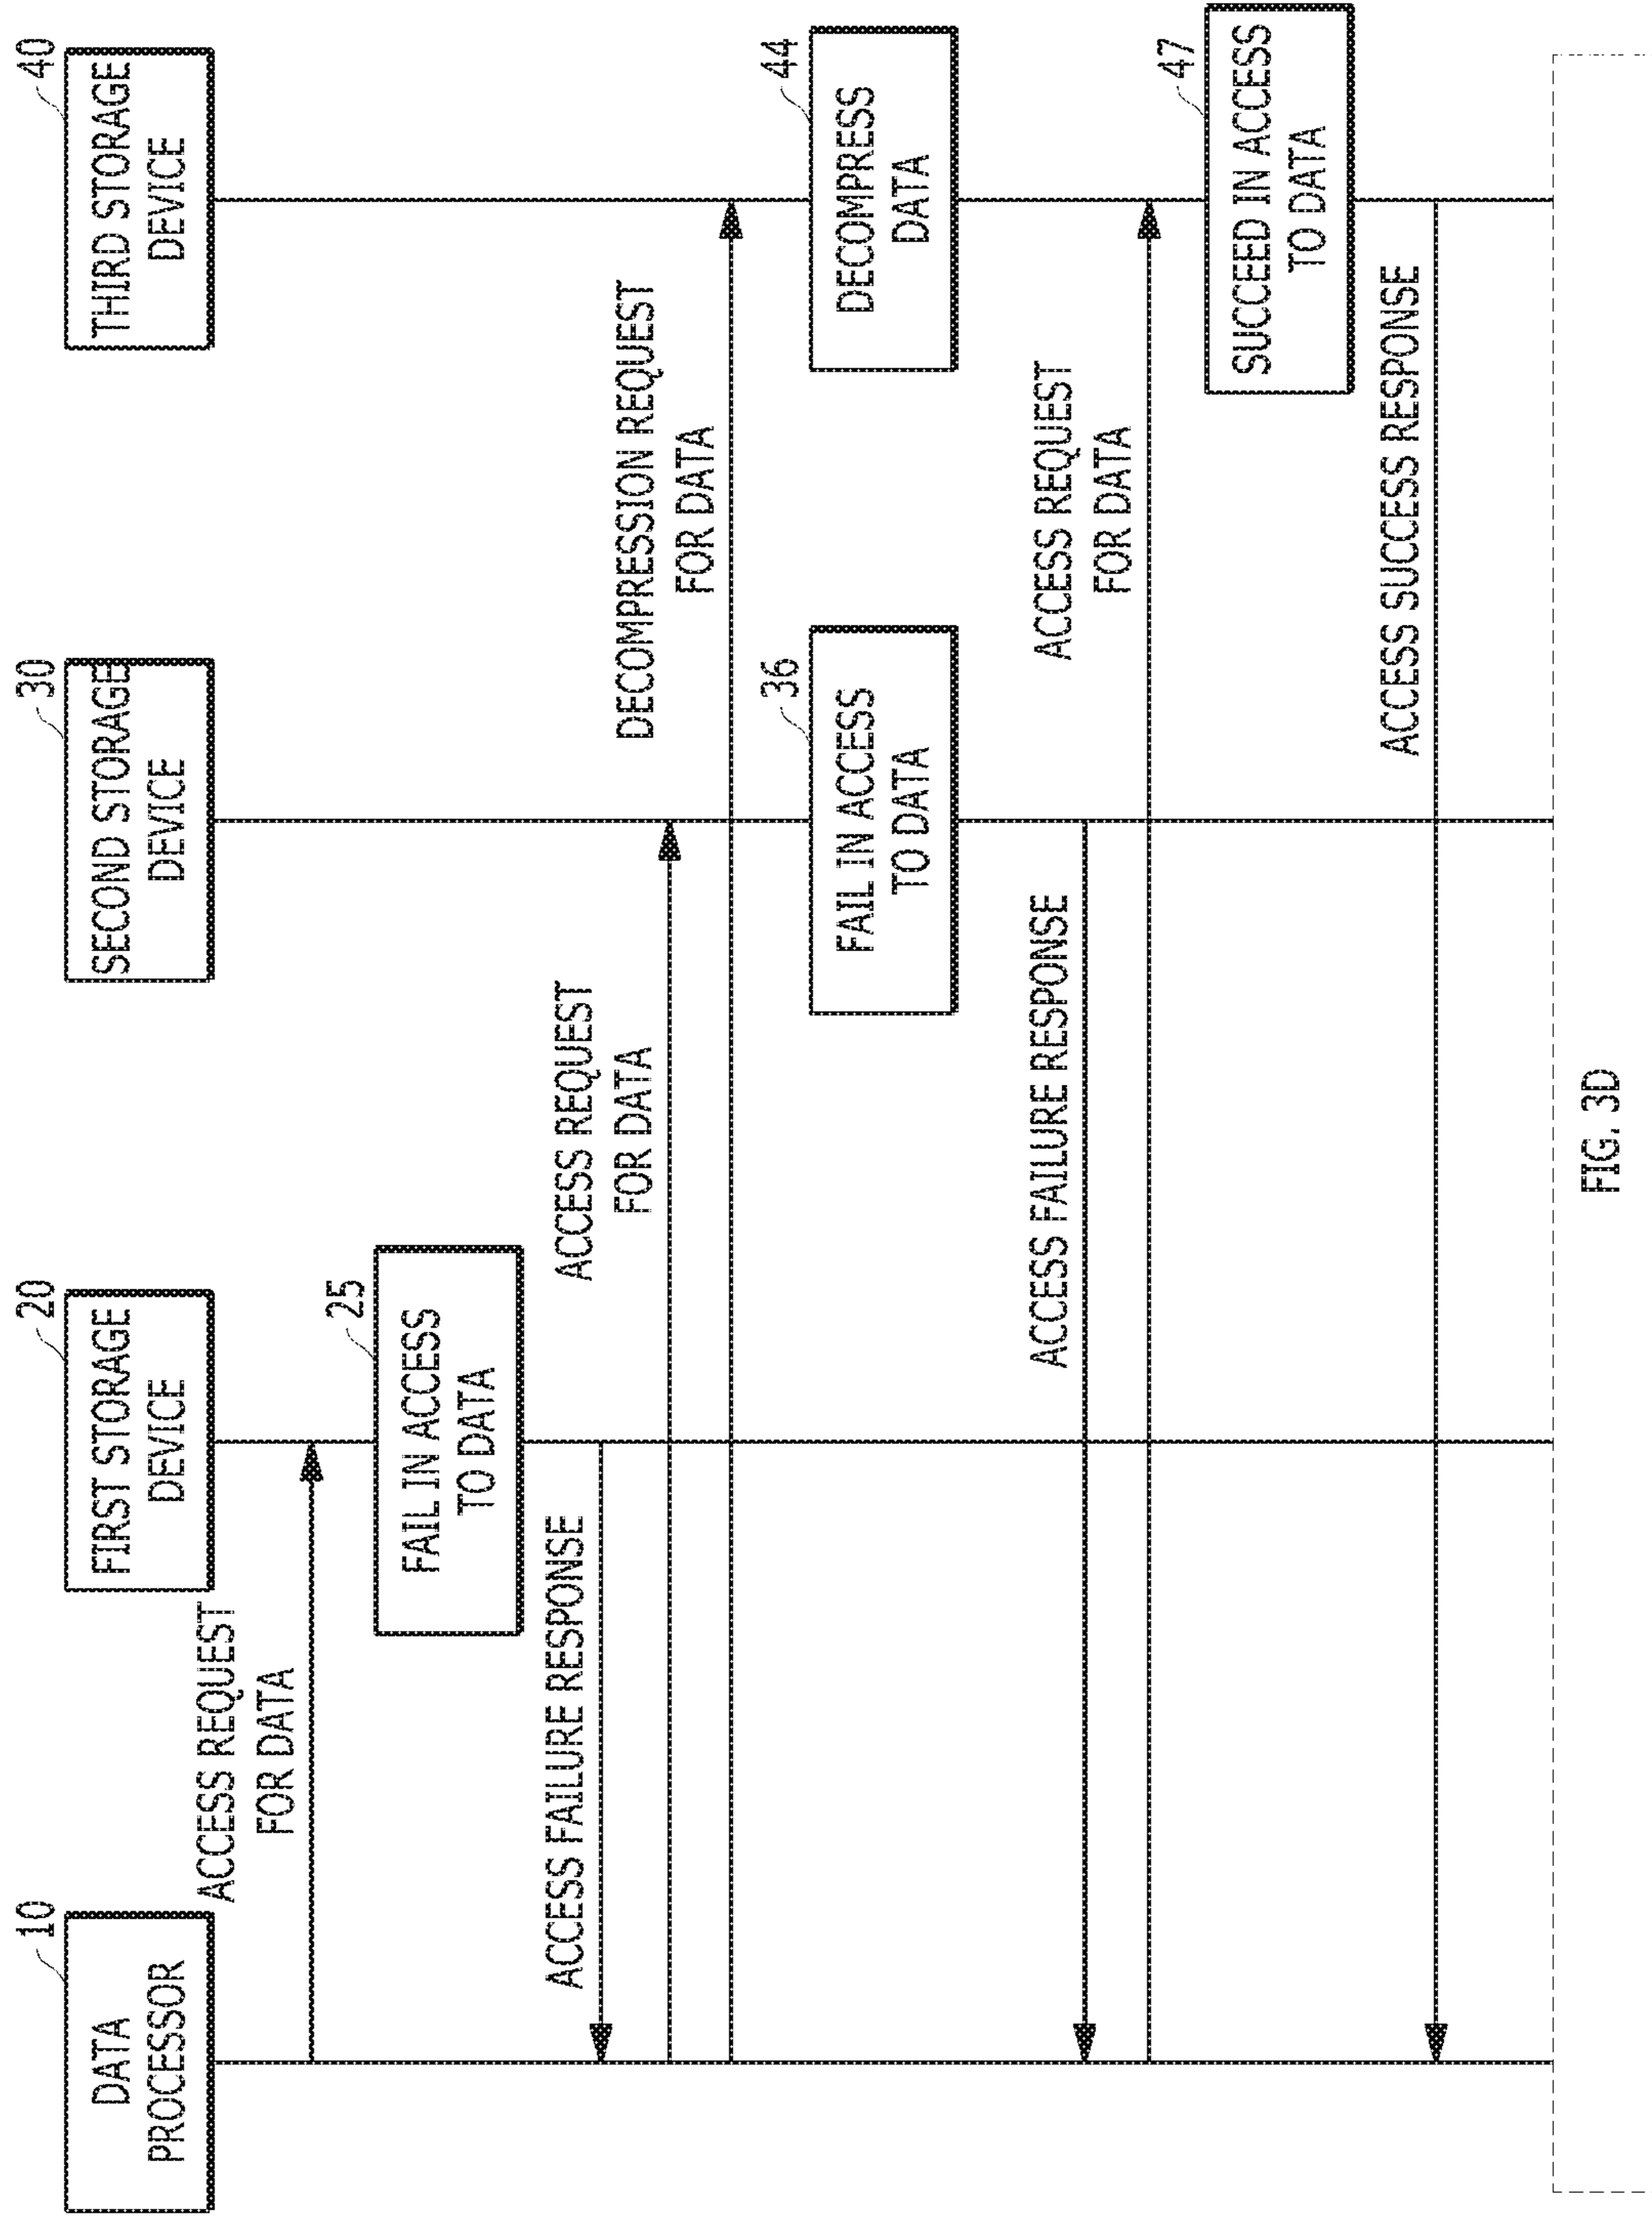 DATA
PROCESSOR
10
FIRST STORAGE
DEVICE
20
SECOND STORAGE
DEVICE
30
THIRD STORAGE
DEVICE
40
ACCESS REQUEST
FOR DATA
FAIL IN ACCESS
TO DATA
25
ACCESS FAILURE RESPONSE
ACCESS REQUEST
FOR DATA
DECOMPRESSION REQUEST
FOR DATA
FAIL IN ACCESS
TO DATA
36
DECOMPRESS
DATA
44
ACCESS FAILURE RESPONSE
ACCESS REQUEST
FOR DATA
SUCCEED IN ACCESS
TO DATA
47
ACCESS SUCCESS RESPONSE
FIG. 3D